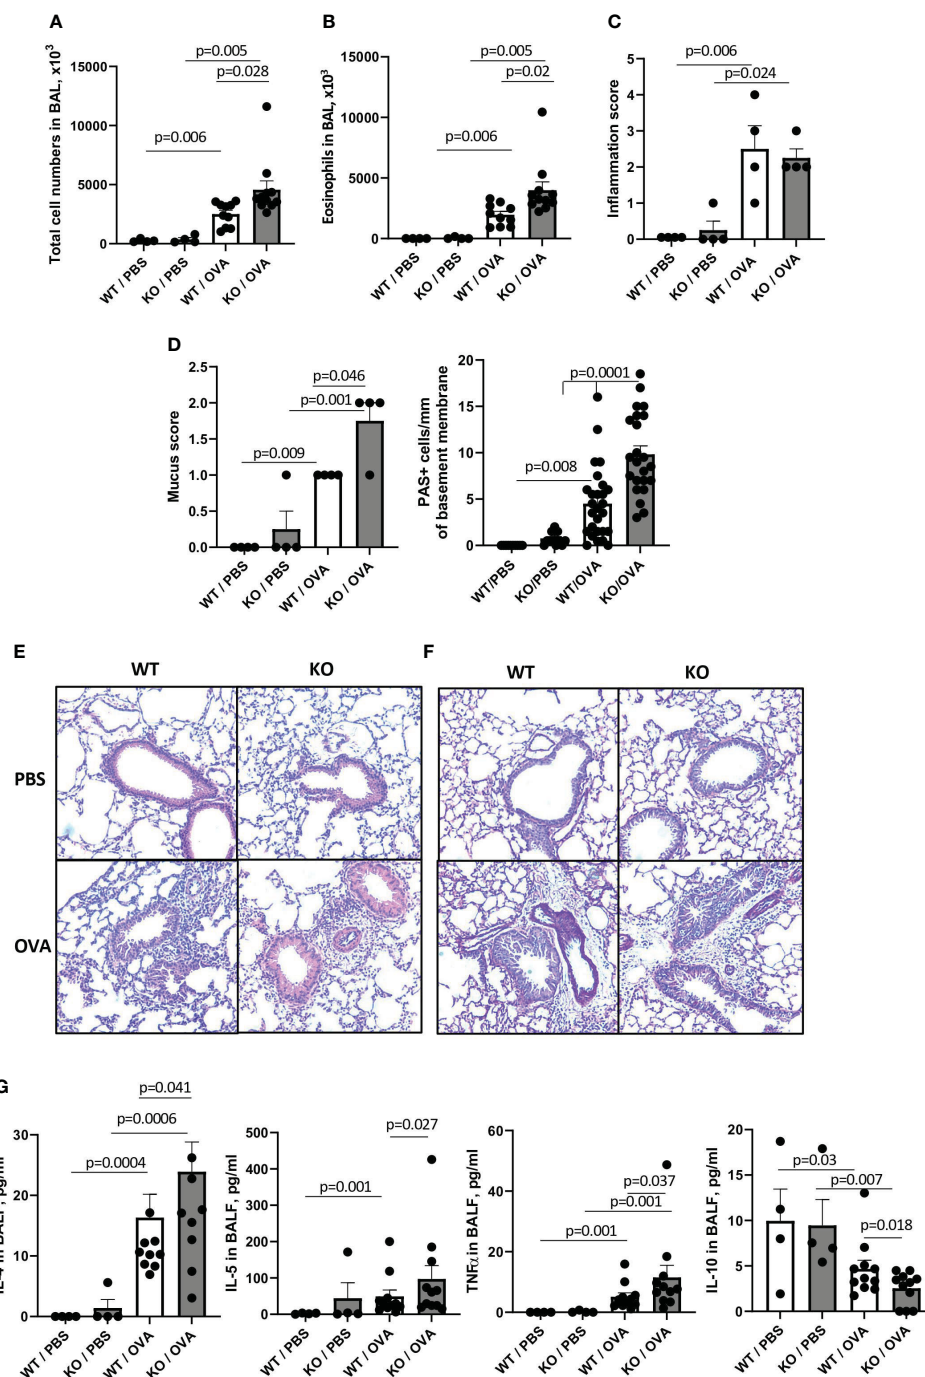 A
Total cell numbers in BAL, x10³
15000
10000
5000
0
p=0.005
p=0.028
p=0.006
WT / PBS
KO / PBS
WT / OVA
KO / OVA
B
Eosinophils in BAL, x10³
15000
10000
5000
0
p=0.005
p=0.02
p=0.006
WT / PBS
KO / PBS
WT / OVA
KO / OVA
C
Inflammation score
5
4
3
2
1
0
p=0.006
p=0.024
WT / PBS
KO / PBS
WT / OVA
KO / OVA
D
Mucus score
2.5
2.0
1.5
1.0
0.5
0.0
p=0.046
p=0.001
p=0.009
WT / PBS
KO / PBS
WT / OVA
KO / OVA
PAS+ cells/mm
of basement membrane
20
15
10
5
0
p=0.0001
p=0.008
WT/PBS
KO/PBS
WT/OVA
KO/OVA
E
WT
KO
PBS
OVA
F
WT
KO
G
IL-4 in BALF, pg/ml
30
20
10
0
p=0.041
p=0.0006
p=0.0004
WT / PBS
KO / PBS
WT / OVA
KO / OVA
IL-5 in BALF, pg/ml
500
400
300
200
100
0
p=0.027
p=0.001
WT / PBS
KO / PBS
WT / OVA
KO / OVA
TNFα in BALF, pg/ml
60
40
20
0
p=0.037
p=0.001
p=0.001
WT / PBS
KO / PBS
WT / OVA
KO / OVA
IL-10 in BALF, pg/ml
20
15
10
5
0
p=0.03
p=0.007
p=0.018
WT / PBS
KO / PBS
WT / OVA
KO / OVA